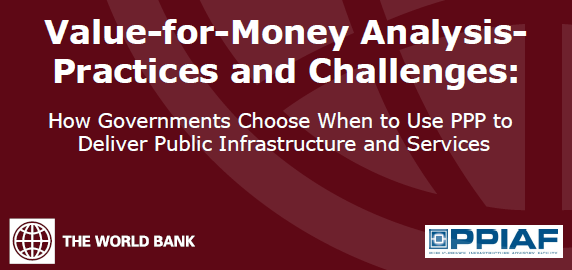 Value-for-Money Analysis-
Practices and Challenges:
How Governments Choose When to Use PPP to
Deliver Public Infrastructure and Services
THE WORLD BANK
PPIAF